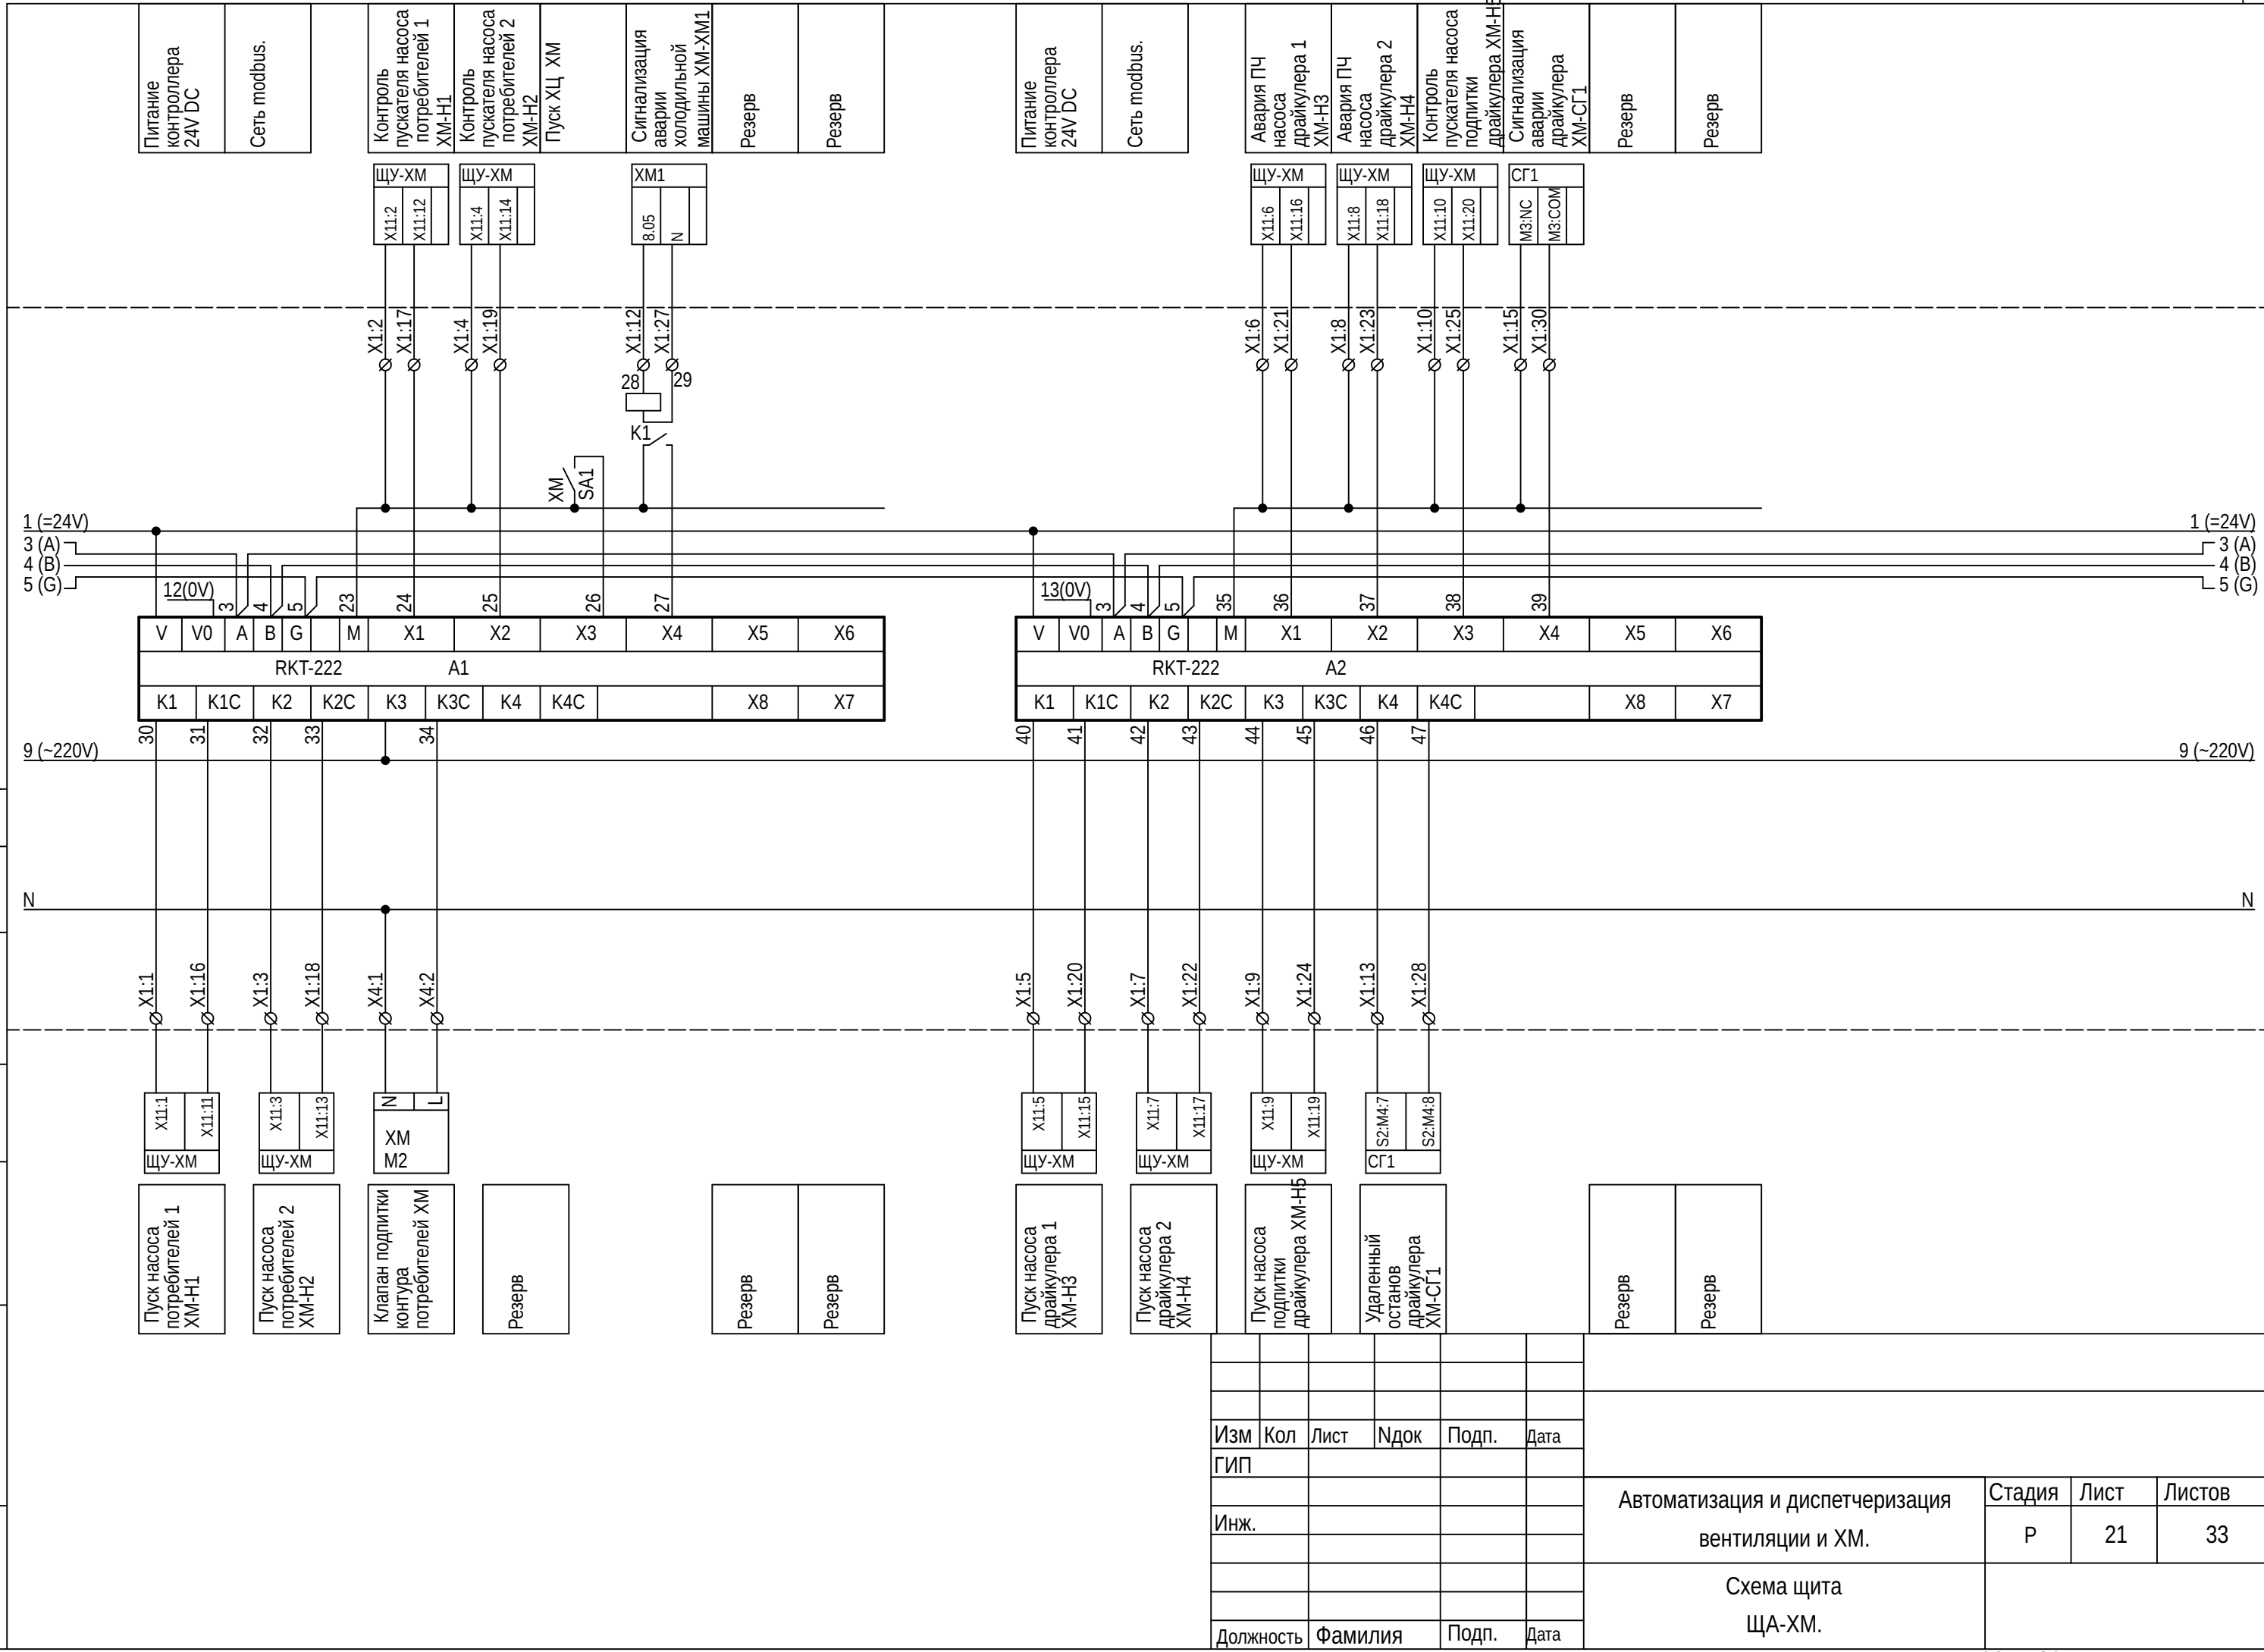 Питание
контроллера
24V DC
Сеть modbus.
Контроль
пускателя насоса
потребителей 1
ХМ-Н1
Контроль
пускателя насоса
потребителей 2
ХМ-Н2
Пуск ХЦ ХМ
Сигнализация
аварии
холодильной
машины ХМ-ХМ1
Резерв
Резерв
Питание
контроллера
24V DC
Сеть modbus.
Авария ПЧ
насоса
драйкулера 1
ХМ-Н3
Авария ПЧ
насоса
драйкулера 2
ХМ-Н4
Контроль
пускателя насоса
подпитки
драйкулера ХМ-Н5
Сигнализация
аварии
драйкулера
ХМ-СГ1
Резерв
Резерв
ЩУ-ХМ
X11:2
X11:12
ЩУ-ХМ
X11:4
X11:14
ХМ1
8.05
N
ЩУ-ХМ
X11:6
X11:16
ЩУ-ХМ
X11:8
X11:18
ЩУ-ХМ
X11:10
X11:20
СГ1
M3:NC
M3:COM
X1:2
X1:17
X1:4
X1:19
X1:12
X1:27
X1:6
X1:21
X1:8
X1:23
X1:10
X1:25
X1:15
X1:30
28
29
K1
ХМ
SA1
1 (=24V)
1 (=24V)
3 (A)
3 (A)
4 (B)
4 (B)
5 (G)
5 (G)
12(0V)
3
4
5
23
24
25
26
27
13(0V)
3
4
5
35
36
37
38
39
V V0 A B G M X1 X2 X3 X4 X5 X6
RKT-222 A1
K1 K1C K2 K2C K3 K3C K4 K4C X8 X7
V V0 A B G M X1 X2 X3 X4 X5 X6
RKT-222 A2
K1 K1C K2 K2C K3 K3C K4 K4C X8 X7
30
31
32
33
34
40
41
42
43
44
45
46
47
9 (~220V)
9 (~220V)
N
N
X1:1
X1:16
X1:3
X1:18
X4:1
X4:2
X1:5
X1:20
X1:7
X1:22
X1:9
X1:24
X1:13
X1:28
X11:1
X11:11
ЩУ-ХМ
X11:3
X11:13
ЩУ-ХМ
N
L
ХМ
М2
X11:5
X11:15
ЩУ-ХМ
X11:7
X11:17
ЩУ-ХМ
X11:9
X11:19
ЩУ-ХМ
S2:M4:7
S2:M4:8
СГ1
Пуск насоса
потребителей 1
ХМ-Н1
Пуск насоса
потребителей 2
ХМ-Н2
Клапан подпитки
контура
потребителей ХМ
Резерв
Резерв
Резерв
Пуск насоса
драйкулера 1
ХМ-Н3
Пуск насоса
драйкулера 2
ХМ-Н4
Пуск насоса
подпитки
драйкулера ХМ-Н5
Удаленный
останов
драйкулера
ХМ-СГ1
Резерв
Резерв
Изм Кол Лист Nдок Подп. Дата
ГИП
Инж.
Должность Фамилия Подп. Дата
Автоматизация и диспетчеризация
вентиляции и ХМ.
Стадия Лист Листов
Р 21 33
Схема щита
ЩА-ХМ.